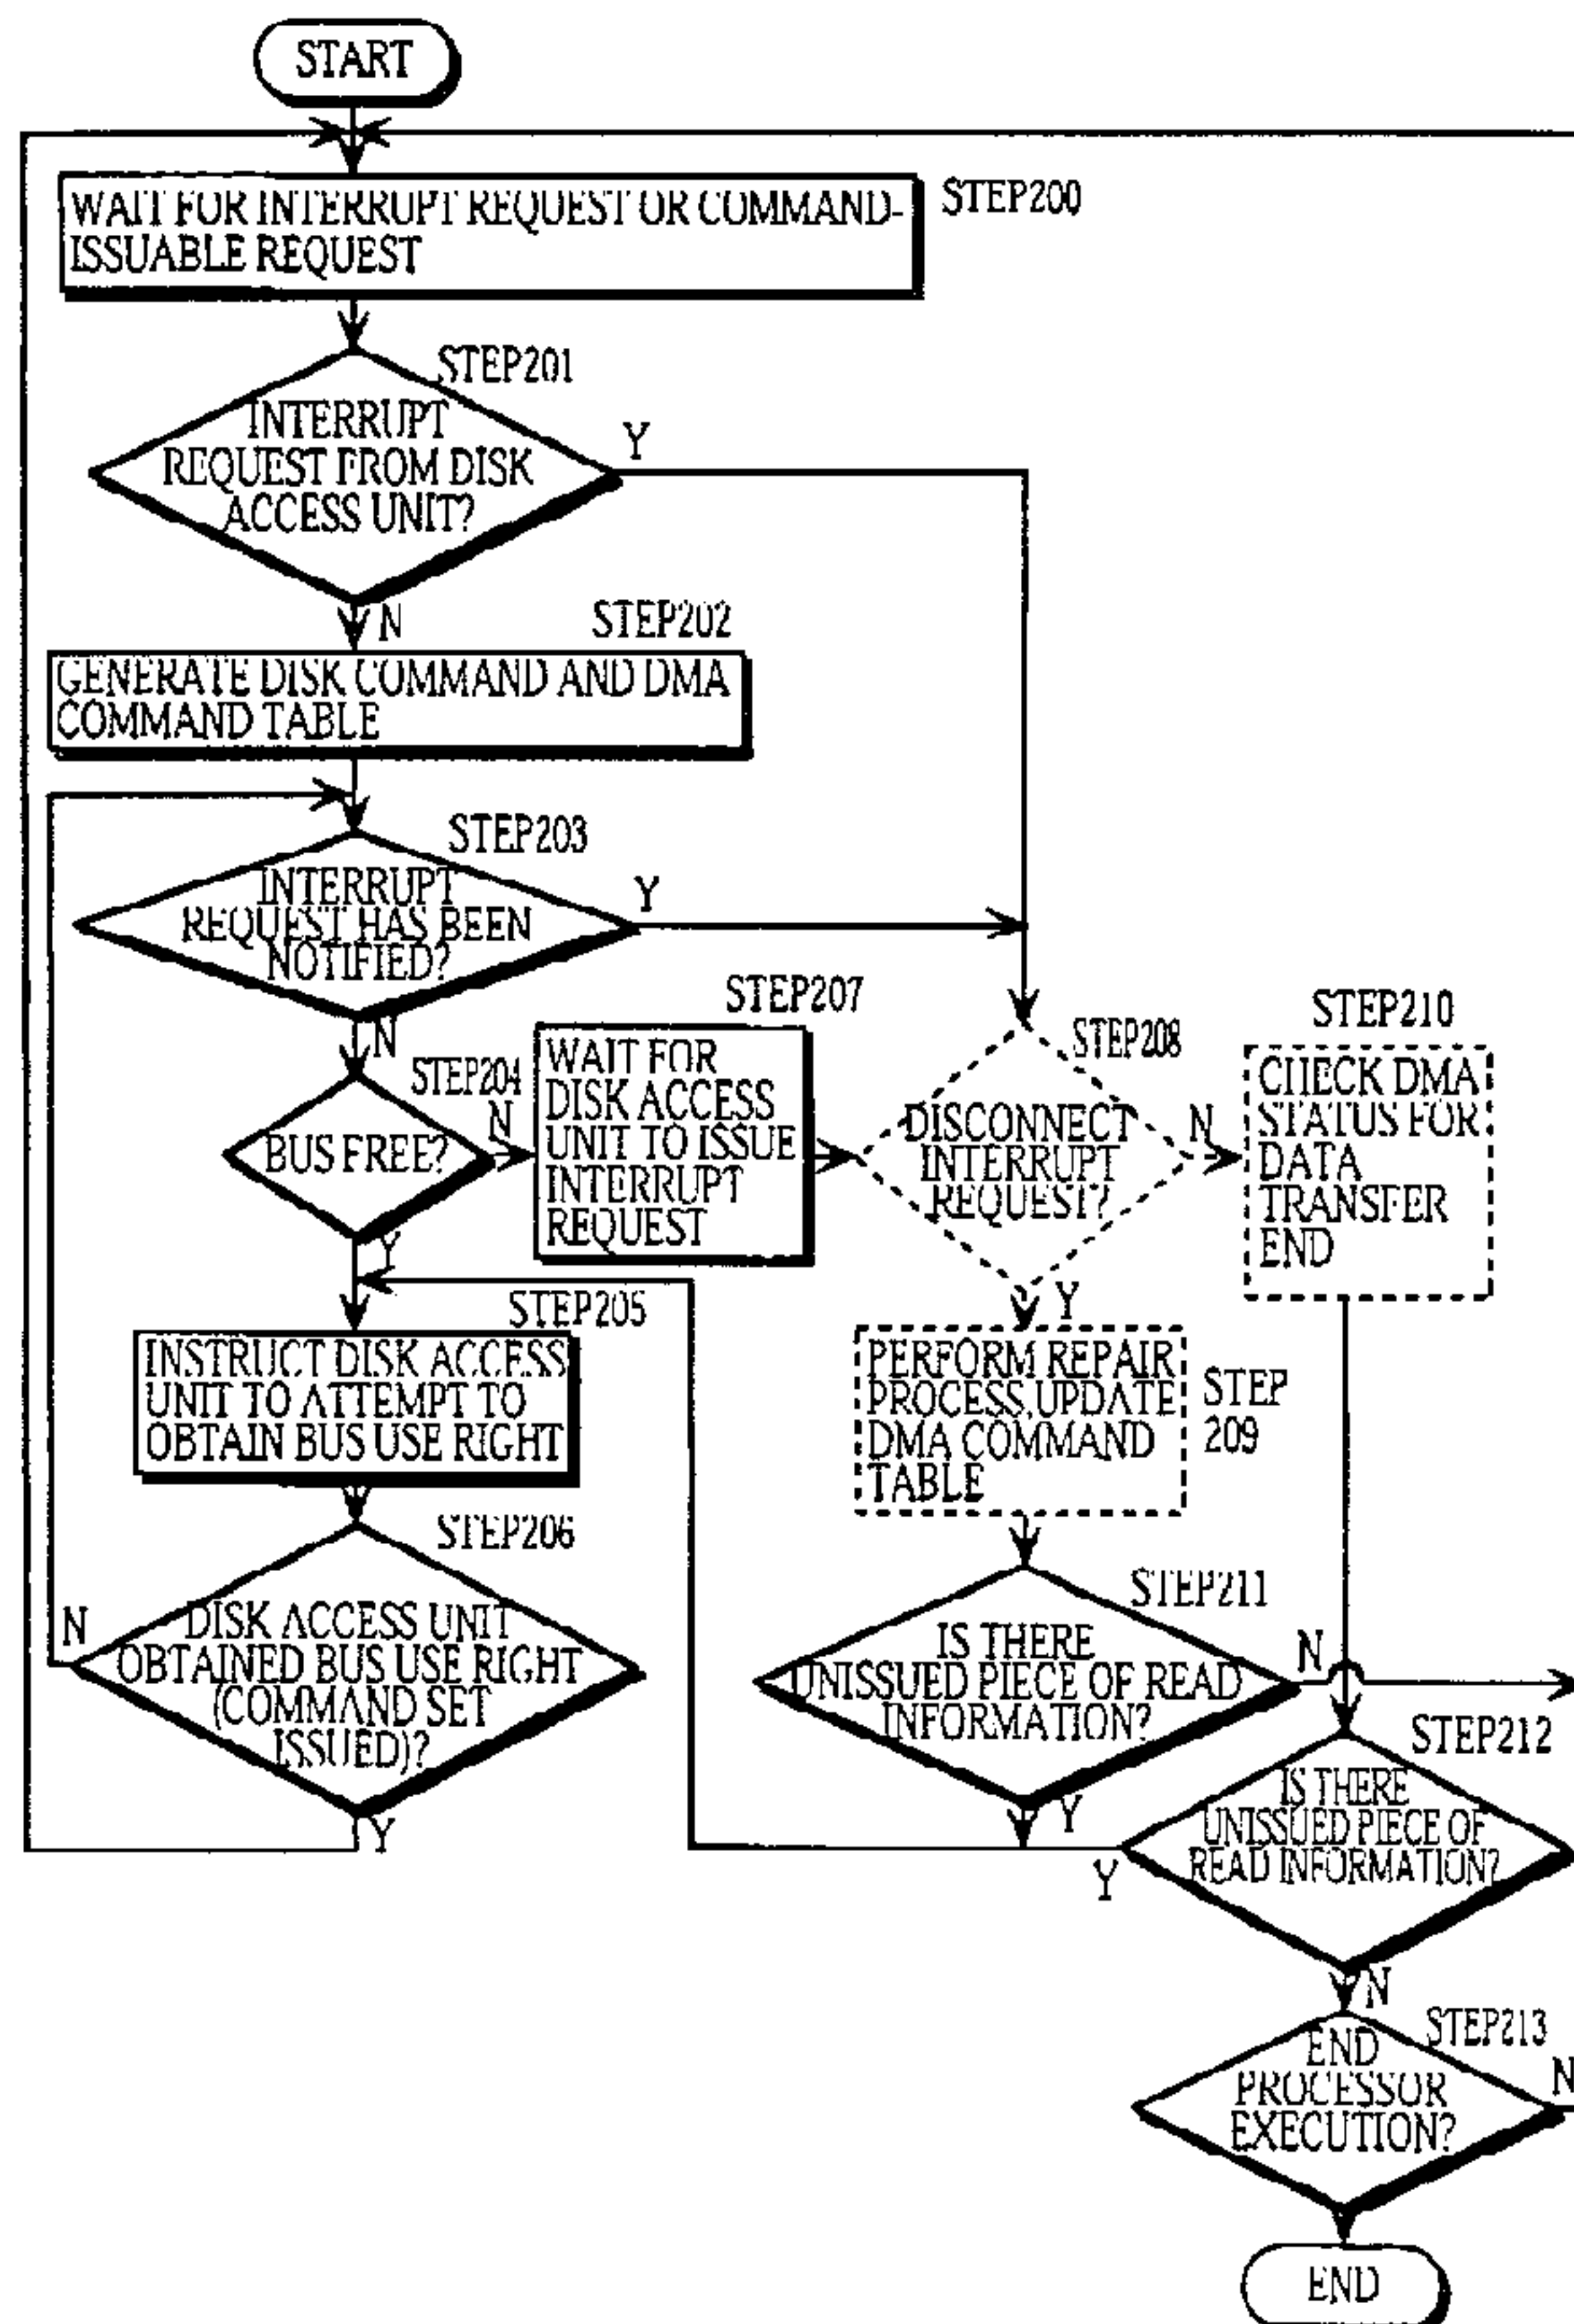 START
WAIT FOR INTERRUPT REQUEST OR COMMAND-
ISSUABLE REQUEST
STEP200
STEP201
INTERRUPT
REQUEST FROM DISK
ACCESS UNIT?
Y
N
STEP202
GENERATE DISK COMMAND AND DMA
COMMAND TABLE
STEP203
INTERRUPT
REQUEST HAS BEEN
NOTIFIED?
Y
N
STEP204
BUS FREE?
N
Y
STEP207
WAIT FOR
DISK ACCESS
UNIT TO ISSUE
INTERRUPT
REQUEST
STEP208
DISCONNECT
INTERRUPT
REQUEST?
N
Y
STEP210
CHECK DMA
STATUS FOR
DATA
TRANSFER
END
STEP205
INSTRUCT DISK ACCESS
UNIT TO ATTEMPT TO
OBTAIN BUS USE RIGHT
PERFORM REPAIR
PROCESS,UPDATE
DMA COMMAND
TABLE
STEP
209
STEP206
DISK ACCESS UNIT
OBTAINED BUS USE RIGHT
(COMMAND SET
ISSUED)?
N
Y
STEP211
IS THERE
UNISSUED PIECE OF READ
INFORMATION?
N
Y
STEP212
IS THERE
UNISSUED PIECE OF
READ INFORMATION?
Y
N
STEP213
END
PROCESSOR
EXECUTION?
N
END